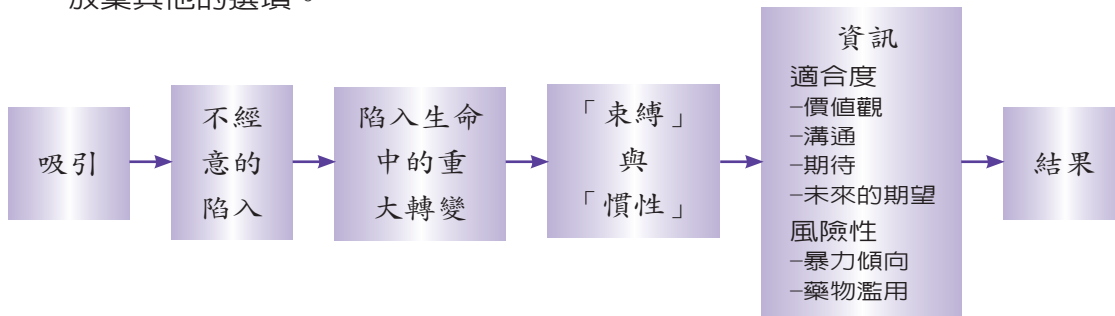 放棄其他的選項。
吸引
不經
意的
陷入
陷入生命
中的重
大轉變
「束縛」
與
「慣性」
資訊
適合度
–價值觀
–溝通
–期待
–未來的期望
風險性
–暴力傾向
–藥物濫用
結果